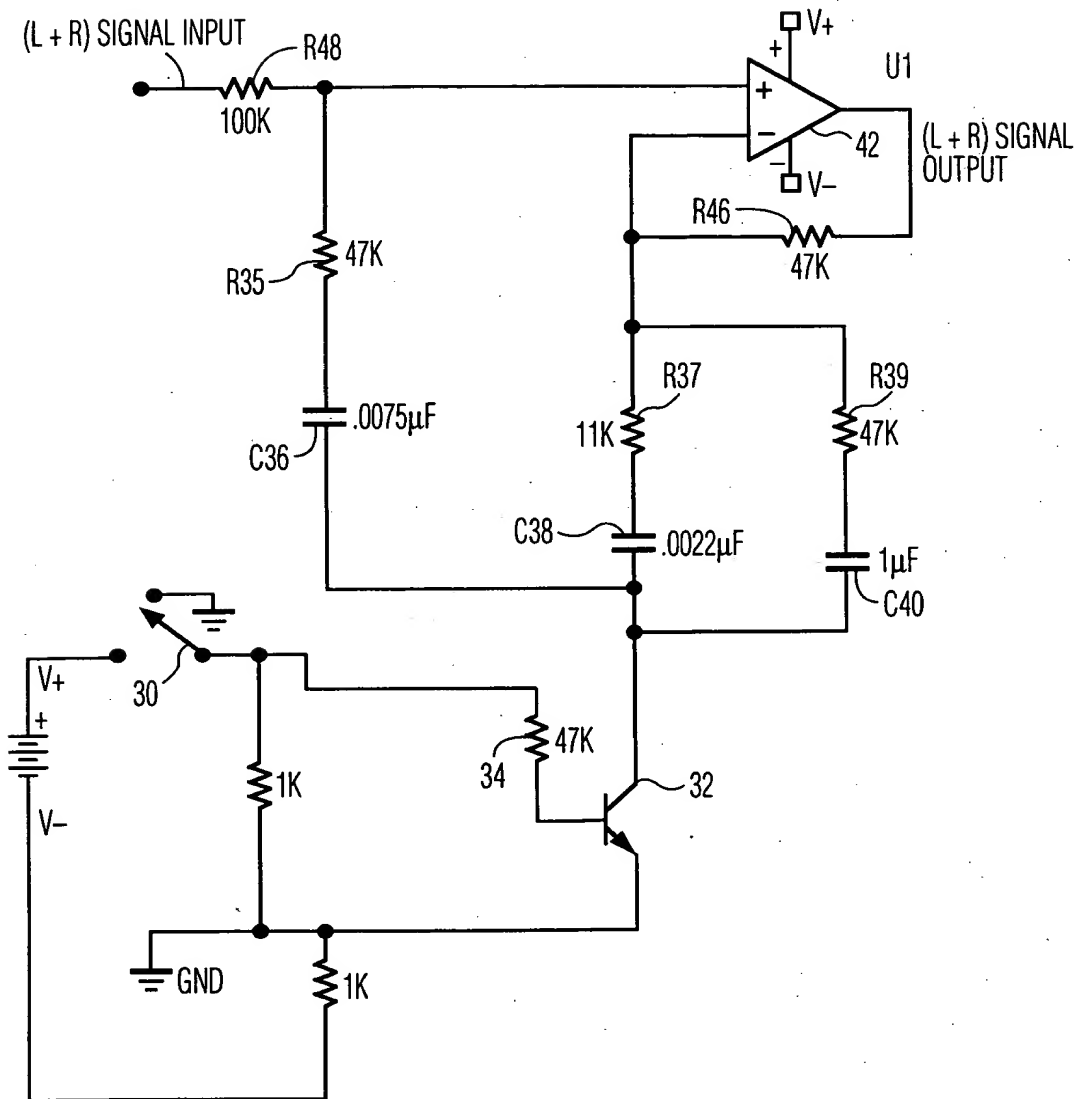 (L + R) SIGNAL INPUT
R48
100K
V+
+
U1
+
−
42
−
V−
(L + R) SIGNAL
OUTPUT
R46
47K
R35
47K
R37
R39
11K
47K
.0075µF
C36
C38
.0022µF
1µF
C40
V+
30
+
34
47K
32
1K
V−
GND
1K